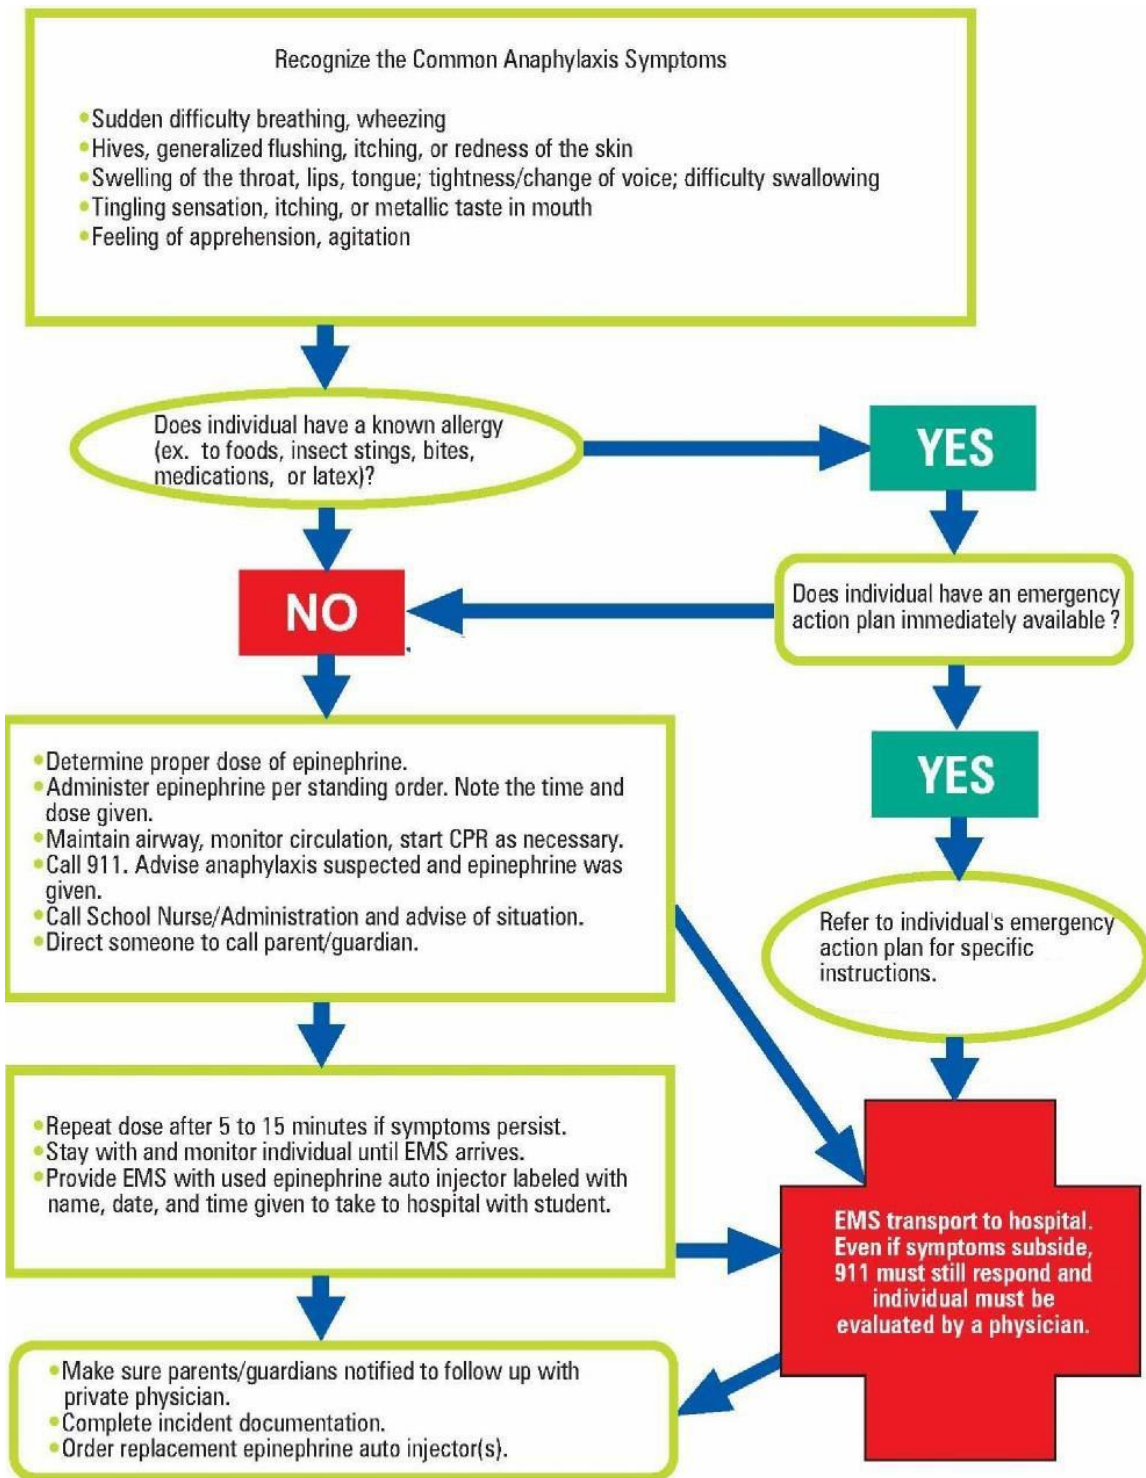 Recognize the Common Anaphylaxis Symptoms
•Sudden difficulty breathing, wheezing
•Hives, generalized flushing, itching, or redness of the skin
•Swelling of the throat, lips, tongue; tightness/change of voice; difficulty swallowing
•Tingling sensation, itching, or metallic taste in mouth
•Feeling of apprehension, agitation
Does individual have a known allergy
(ex. to foods, insect stings, bites,
medications, or latex)?
YES
NO
Does individual have an emergency
action plan immediately available ?
YES
•Determine proper dose of epinephrine.
•Administer epinephrine per standing order. Note the time and
dose given.
•Maintain airway, monitor circulation, start CPR as necessary.
•Call 911. Advise anaphylaxis suspected and epinephrine was
given.
•Call School Nurse/Administration and advise of situation.
•Direct someone to call parent/guardian.
Refer to individual's emergency
action plan for specific
instructions.
•Repeat dose after 5 to 15 minutes if symptoms persist.
•Stay with and monitor individual until EMS arrives.
•Provide EMS with used epinephrine auto injector labeled with
name, date, and time given to take to hospital with student.
EMS transport to hospital.
Even if symptoms subside,
911 must still respond and
individual must be
evaluated by a physician.
•Make sure parents/guardians notified to follow up with
private physician.
•Complete incident documentation.
•Order replacement epinephrine auto injector(s).